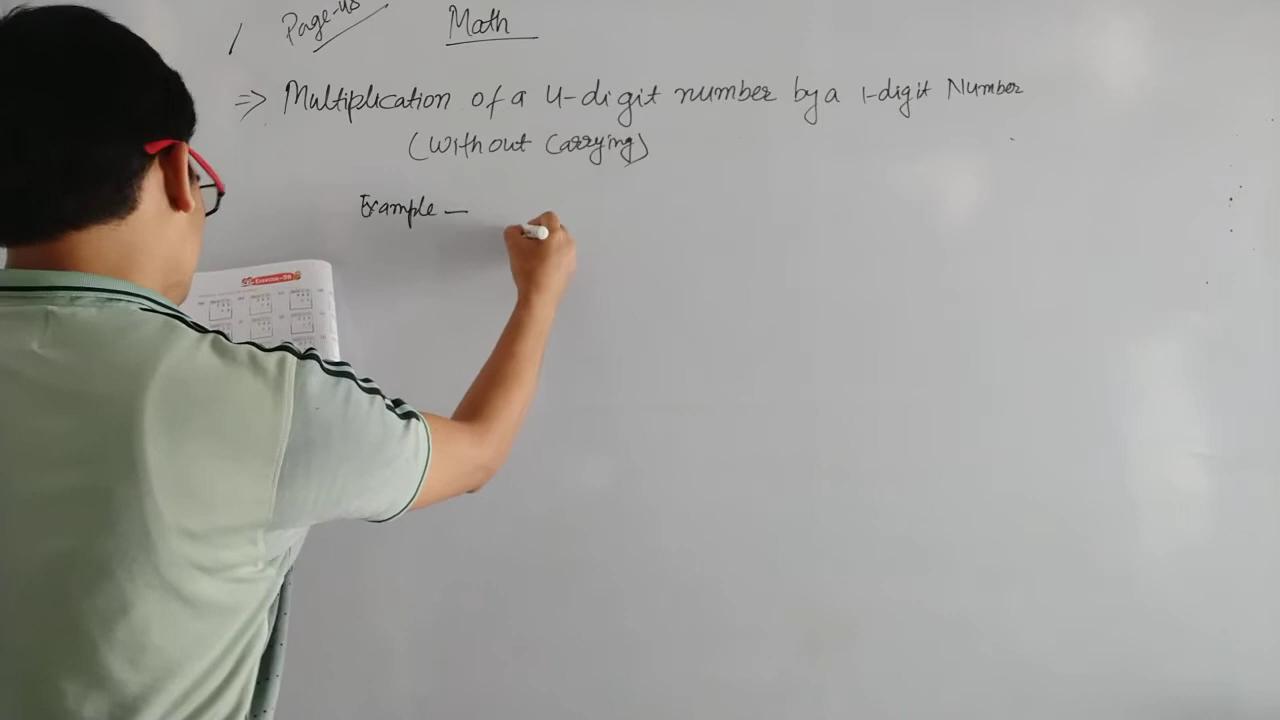 Page-48 Math
⇒ Multiplication of a 4-digit number by a 1-digit Number
(Without Carrying)
Example —